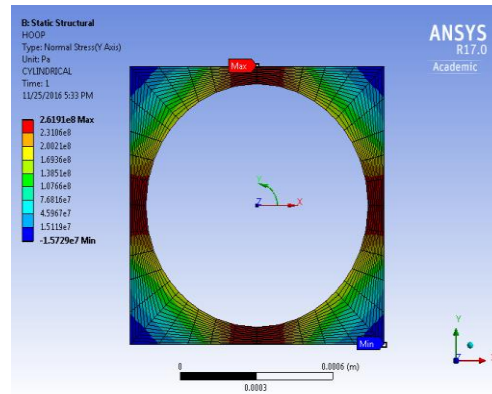 B: Static Structural
HOOP
Type: Normal Stress(Y Axis)
Unit: Pa
CYLINDRICAL
Time: 1
11/25/2016 5:33 PM
2.6191e8 Max
2.3106e8
2.0021e8
1.6936e8
1.3851e8
1.0766e8
7.6816e7
4.5967e7
1.5119e7
-1.5729e7 Min
ANSYS
R17.0
Academic
Max
Y
Z
X
Min
Y
Z
X
0
0.0006 (m)
0.0003